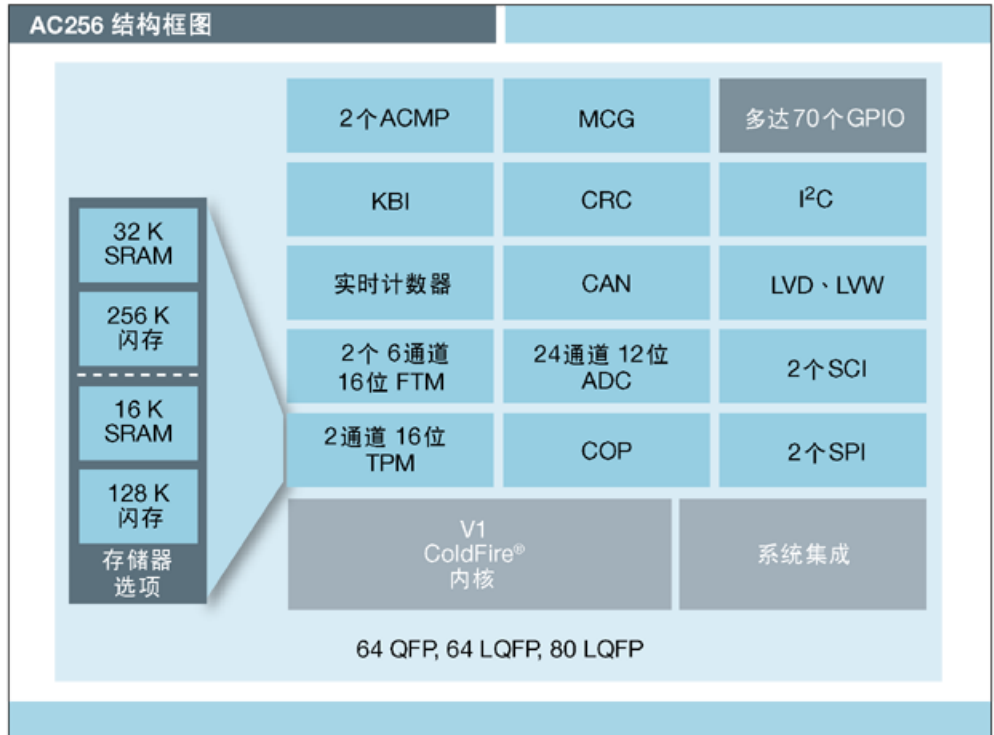 AC256 结构框图
2个ACMP
MCG
多达70个GPIO
KBI
CRC
I²C
实时计数器
CAN
LVD、LVW
2个 6通道
16位 FTM
24通道 12位
ADC
2个SCI
2通道 16位
TPM
COP
2个SPI
32 K
SRAM
256 K
闪存
16 K
SRAM
128 K
闪存
存储器
选项
V1
ColdFire®
内核
系统集成
64 QFP, 64 LQFP, 80 LQFP